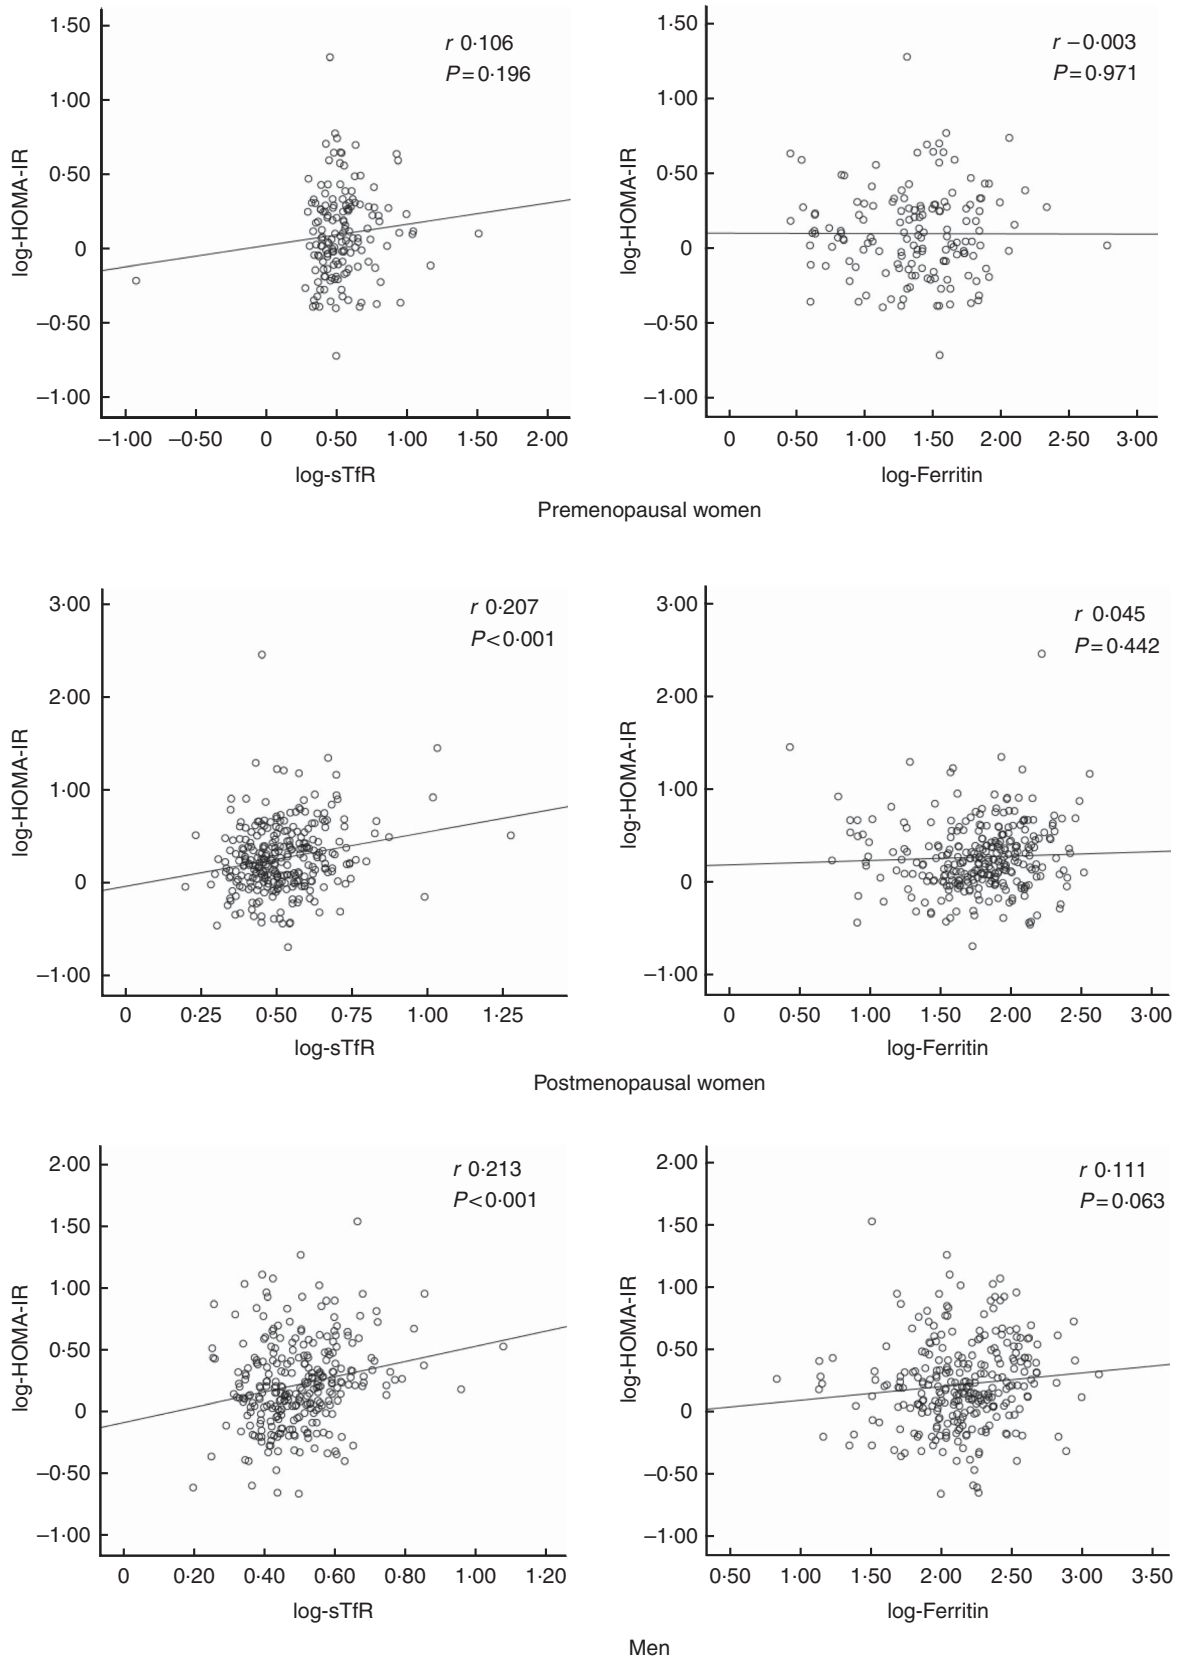 1·50
1·00
0·50
0
–0·50
–1·00
log-HOMA-IR
r 0·106
P=0·196
–1·00 –0·50 0 0·50 1·00 1·50 2·00
log-sTfR
1·50
1·00
0·50
0
–0·50
–1·00
log-HOMA-IR
r –0·003
P=0·971
0 0·50 1·00 1·50 2·00 2·50 3·00
log-Ferritin
Premenopausal women
3·00
2·00
1·00
0
–1·00
log-HOMA-IR
r 0·207
P<0·001
0 0·25 0·50 0·75 1·00 1·25
log-sTfR
3·00
2·00
1·00
0
–1·00
log-HOMA-IR
r 0·045
P=0·442
0 0·50 1·00 1·50 2·00 2·50 3·00
log-Ferritin
Postmenopausal women
2·00
1·50
1·00
0·50
0
–0·50
–1·00
log-HOMA-IR
r 0·213
P<0·001
0 0·20 0·40 0·60 0·80 1·00 1·20
log-sTfR
2·00
1·50
1·00
0·50
0
–0·50
–1·00
log-HOMA-IR
r 0·111
P=0·063
0·50 1·00 1·50 2·00 2·50 3·00 3·50
log-Ferritin
Men